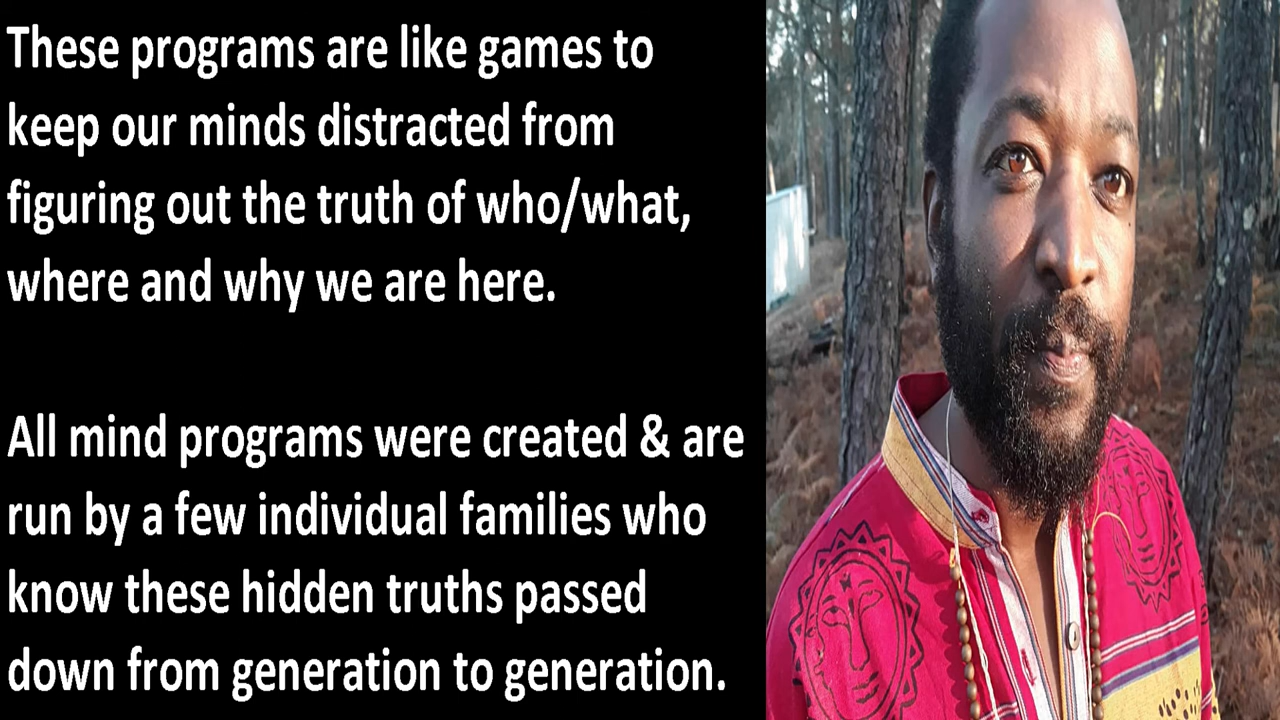 These programs are like games to
keep our minds distracted from
figuring out the truth of who/what,
where and why we are here.
All mind programs were created & are
run by a few individual families who
know these hidden truths passed
down from generation to generation.